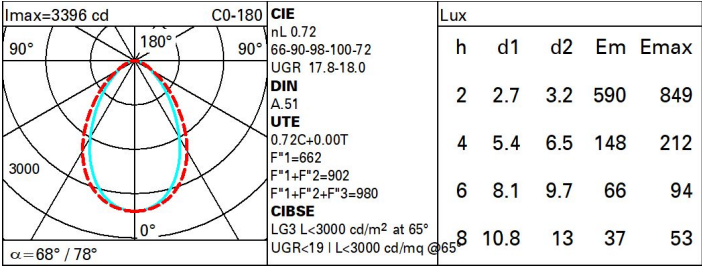 Imax=3396 cd C0-180
90° 180° 90°
3000
0°
α=68° / 78°
CIE
nL 0.72
66-90-98-100-72
UGR 17.8-18.0
DIN
A.51
UTE
0.72C+0.00T
F"1=662
F"1+F"2=902
F"1+F"2+F"3=980
CIBSE
LG3 L<3000 cd/m² at 65°
UGR<19 | L<3000 cd/mq @65°
Lux
h d1 d2 Em Emax
2 2.7 3.2 590 849
4 5.4 6.5 148 212
6 8.1 9.7 66 94
8 10.8 13 37 53